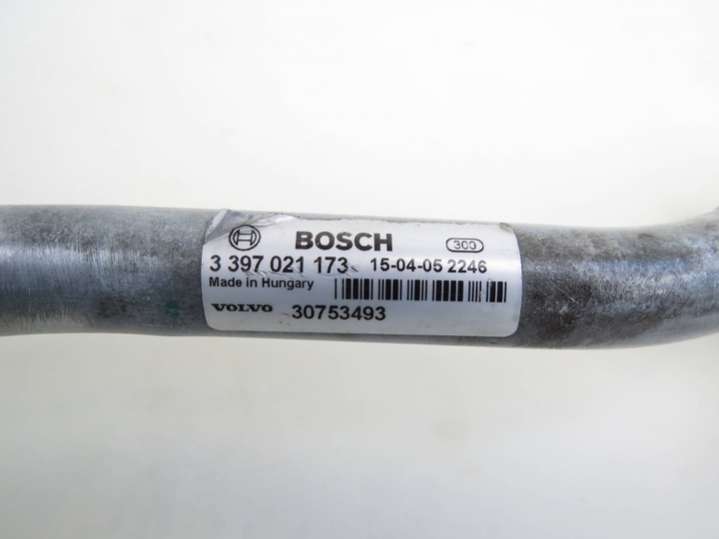 BOSCH 300
3 397 021 173 15-04-05 2246
Made in Hungary
VOLVO 30753493